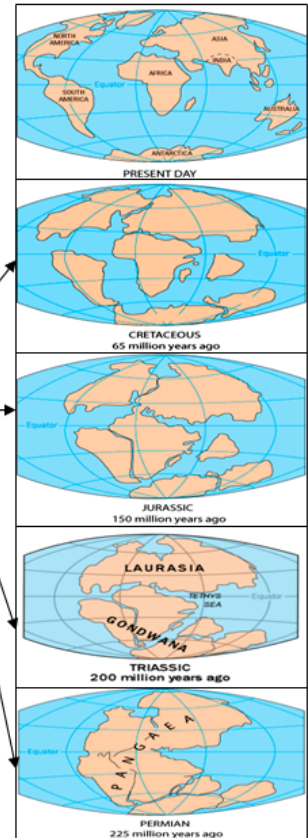 NORTH
AMERICA
ASIA
AFRICA
INDIA
Equator
SOUTH
AMERICA
AUSTRALIA
ANTARCTICA
PRESENT DAY
Equator
CRETACEOUS
65 million years ago
Equator
JURASSIC
150 million years ago
LAURASIA
TETHYS
SEA
Equator
GONDWANA
TRIASSIC
200 million years ago
PANGAEA
Equator
PERMIAN
225 million years ago